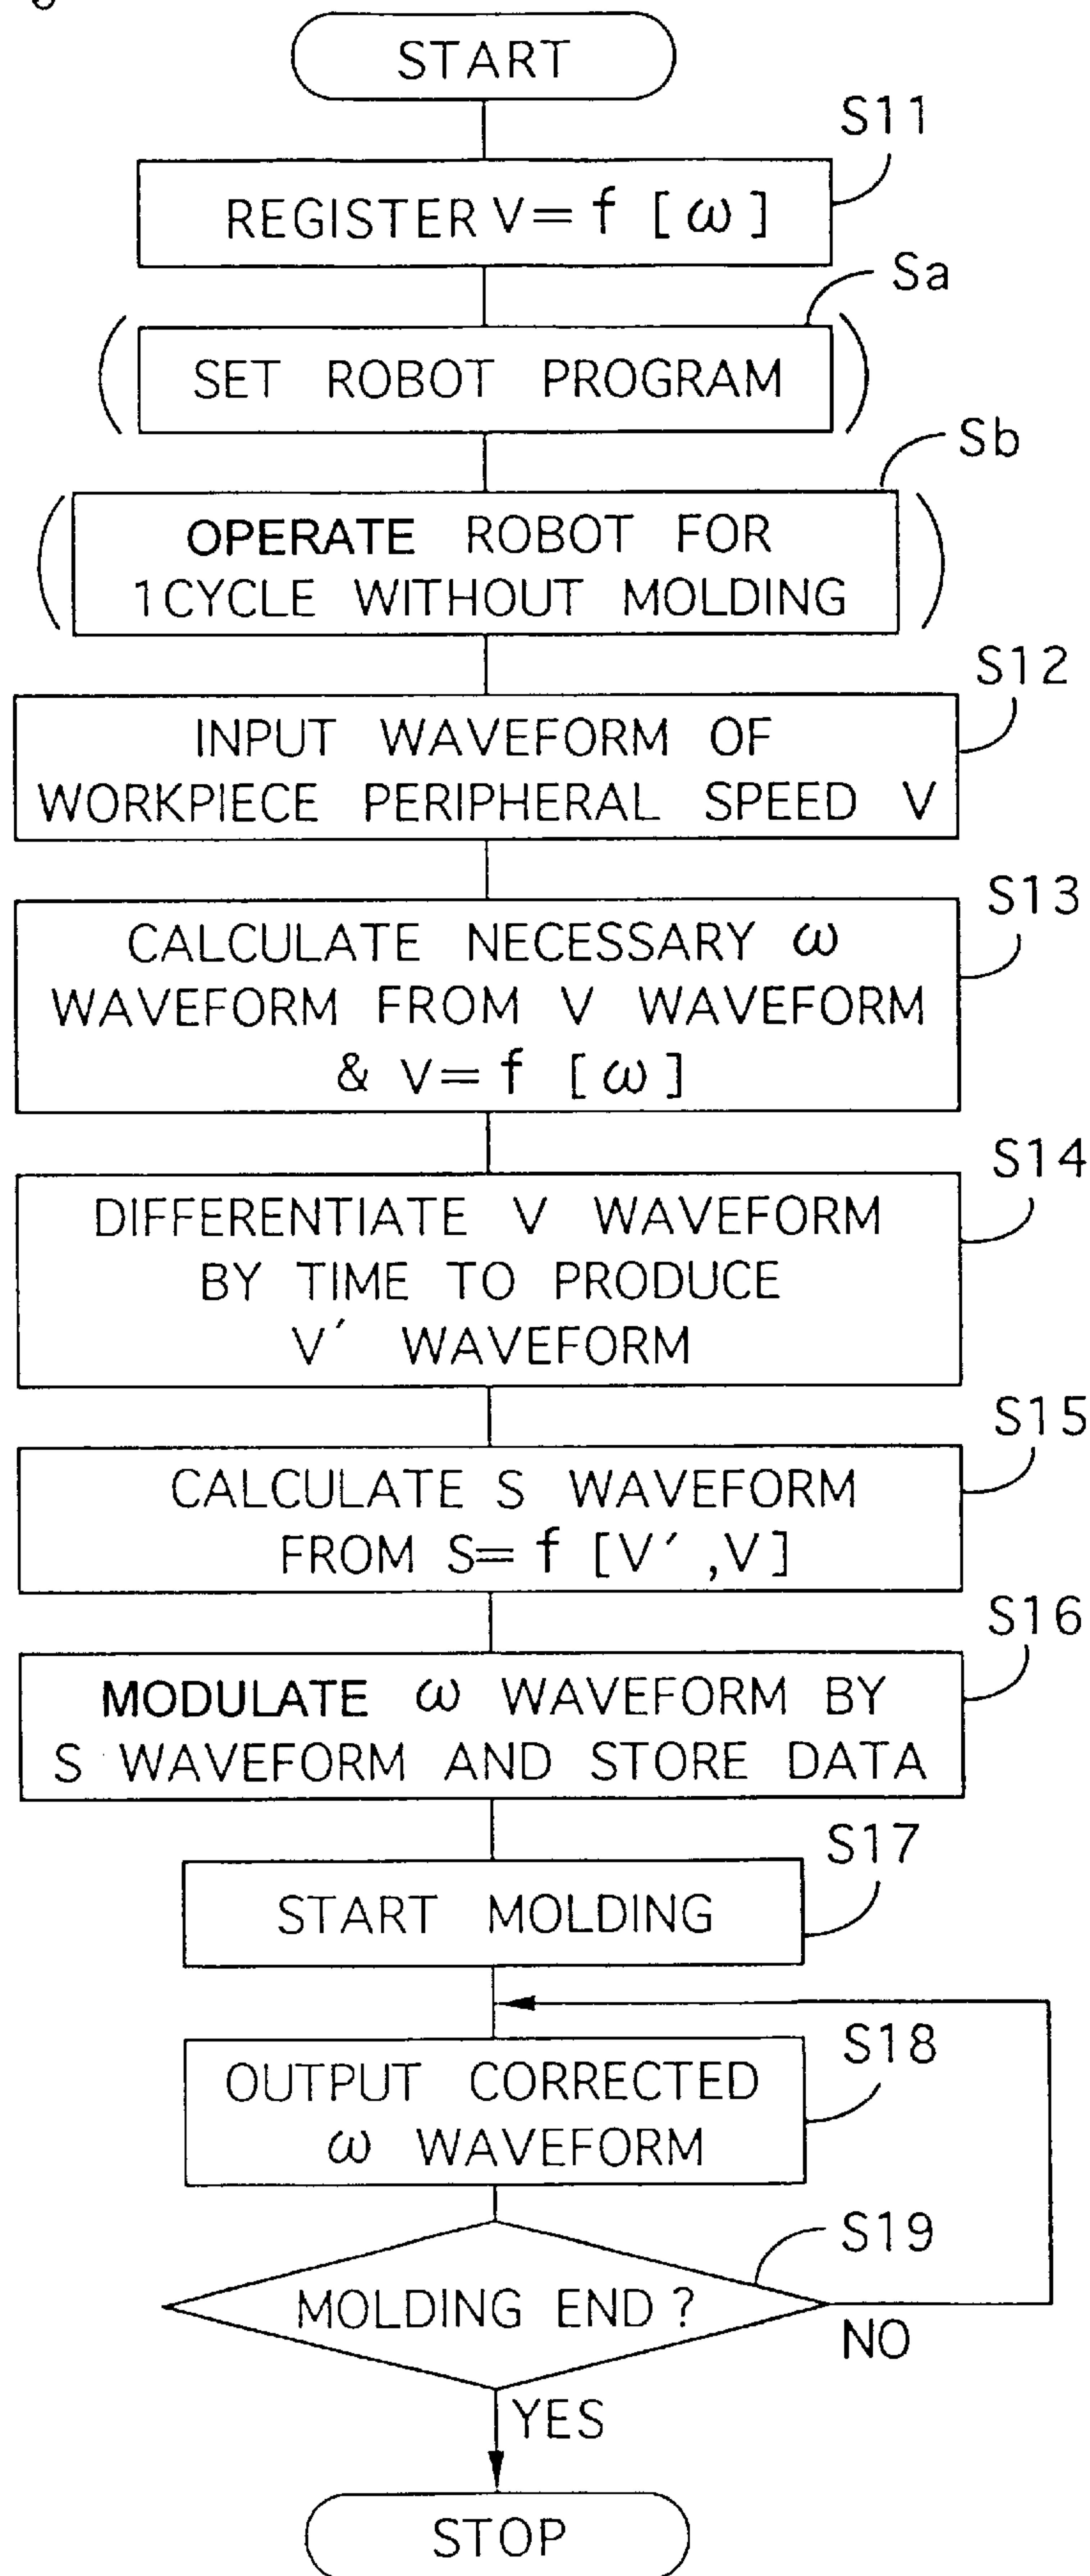 START
S11
REGISTER V=f [ω]
Sa
( SET ROBOT PROGRAM )
Sb
( OPERATE ROBOT FOR
1CYCLE WITHOUT MOLDING )
S12
INPUT WAVEFORM OF
WORKPIECE PERIPHERAL SPEED V
S13
CALCULATE NECESSARY ω
WAVEFORM FROM V WAVEFORM
& V=f [ω]
S14
DIFFERENTIATE V WAVEFORM
BY TIME TO PRODUCE
V′ WAVEFORM
S15
CALCULATE S WAVEFORM
FROM S=f [V′,V]
S16
MODULATE ω WAVEFORM BY
S WAVEFORM AND STORE DATA
S17
START MOLDING
S18
OUTPUT CORRECTED
ω WAVEFORM
S19
MOLDING END ?
NO
YES
STOP